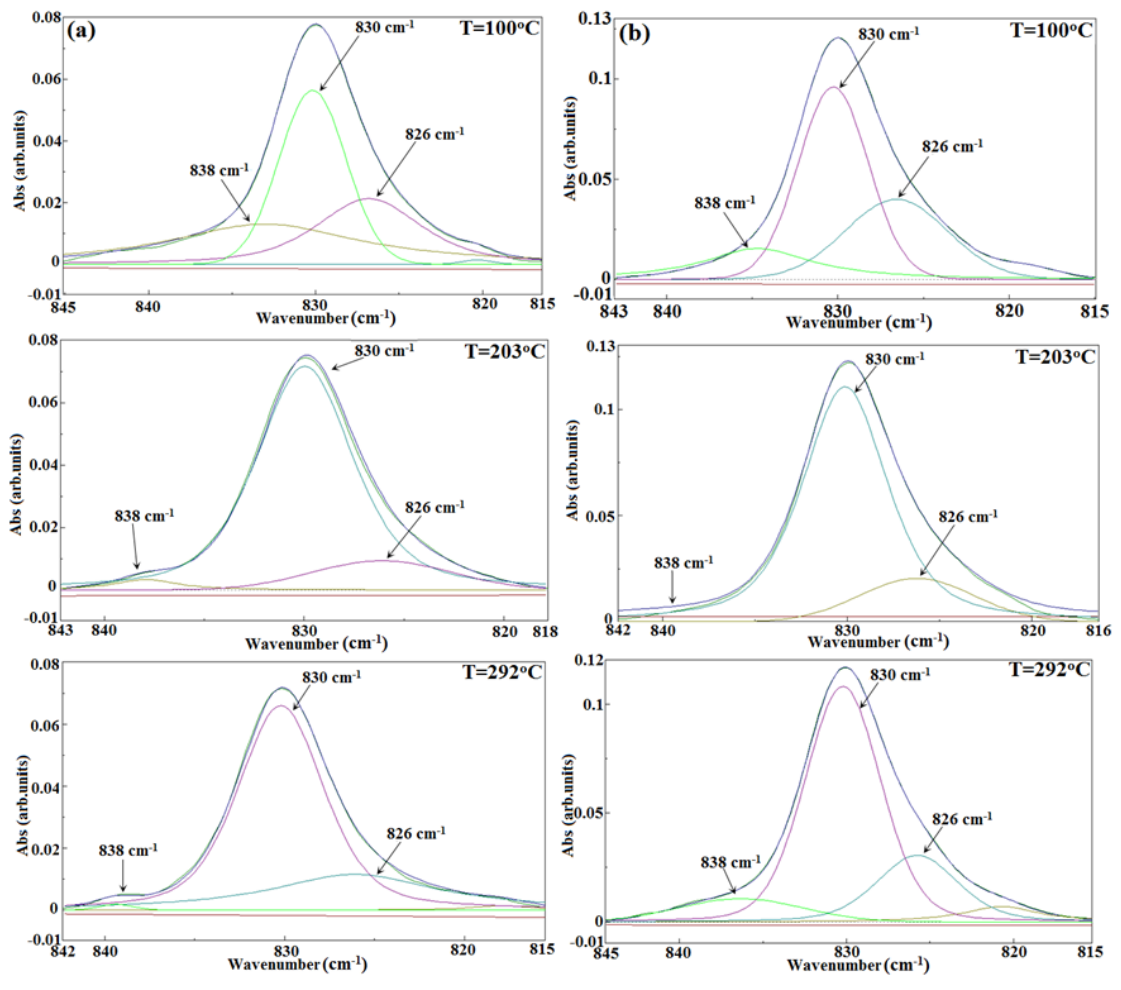 (a)
T=100°C
0.08
0.06
0.04
0.02
0
-0.01
Abs (arb.units)
830 cm-1
826 cm-1
838 cm-1
845
840
830
820
815
Wavenumber (cm-1)
(b)
T=100°C
0.13
0.1
0.05
0
-0.01
Abs (arb.units)
830 cm-1
826 cm-1
838 cm-1
843
840
830
820
815
Wavenumber (cm-1)
T=203°C
0.08
0.06
0.04
0.02
0
-0.01
Abs (arb.units)
830 cm-1
826 cm-1
838 cm-1
843
840
830
820
818
Wavenumber (cm-1)
T=203°C
0.13
0.1
0.05
0
Abs (arb.units)
830 cm-1
826 cm-1
838 cm-1
842
840
830
820
816
Wavenumber (cm-1)
T=292°C
0.08
0.06
0.04
0.02
0
-0.01
Abs (arb.units)
830 cm-1
826 cm-1
838 cm-1
842
840
830
820
815
Wavenumber (cm-1)
T=292°C
0.12
0.1
0.05
0
-0.01
Abs (arb.units)
830 cm-1
826 cm-1
838 cm-1
845
840
830
820
815
Wavenumber (cm-1)